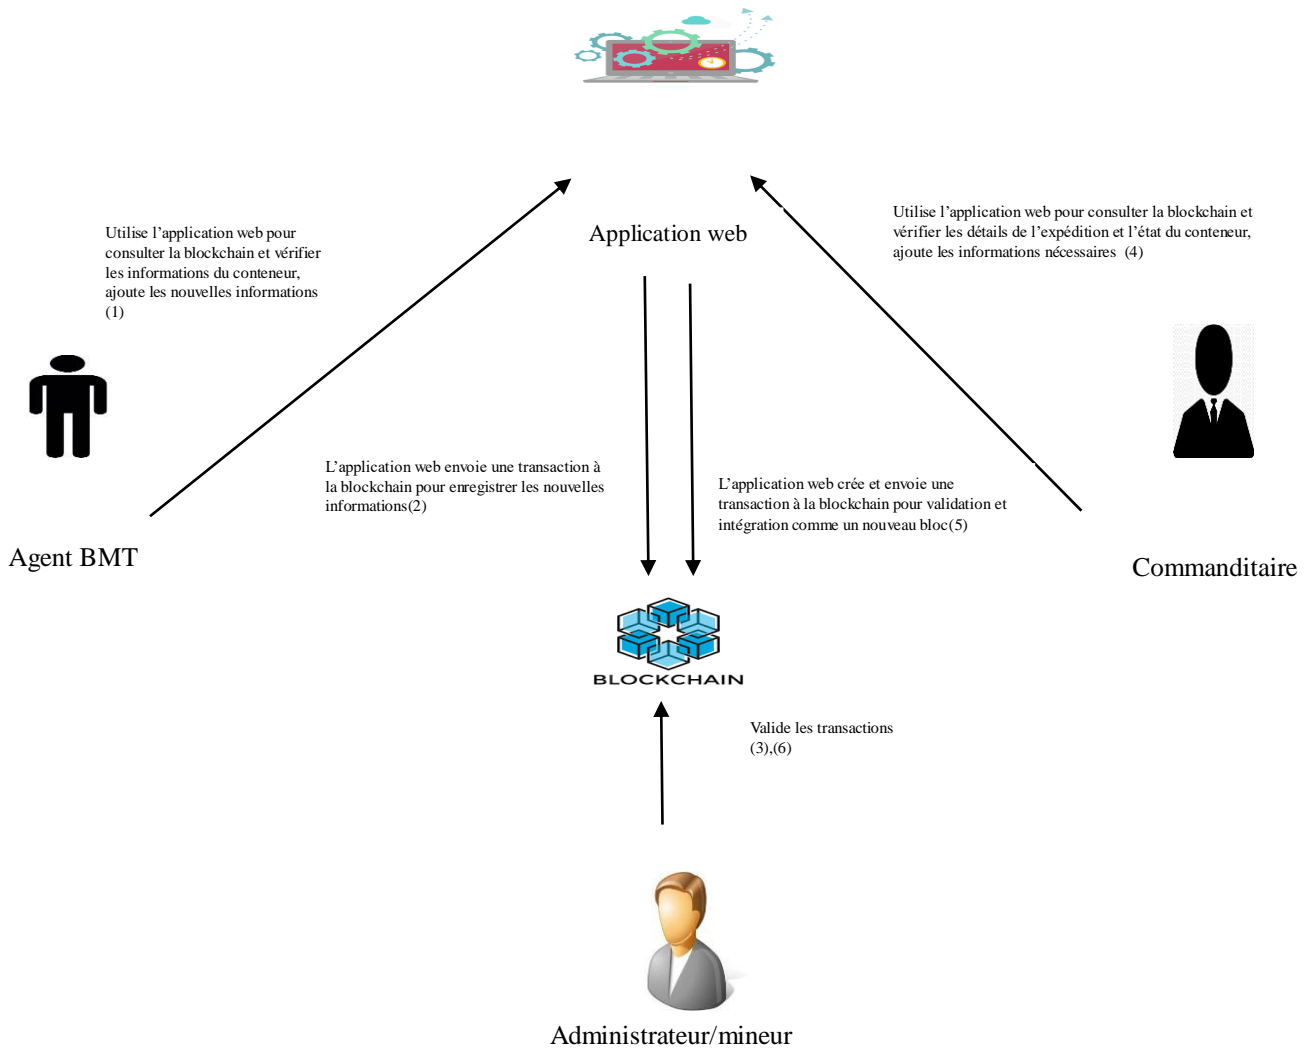 Utilise l’application web pour
consulter la blockchain et vérifier
les informations du conteneur,
ajoute les nouvelles informations
(1)
Application web
Utilise l’application web pour consulter la blockchain et
vérifier les détails de l’expédition et l’état du conteneur,
ajoute les informations nécessaires (4)
L’application web envoie une transaction à
la blockchain pour enregistrer les nouvelles
informations(2)
L’application web crée et envoie une
transaction à la blockchain pour validation et
intégration comme un nouveau bloc(5)
Agent BMT
Commanditaire
BLOCKCHAIN
Valide les transactions
(3),(6)
Administrateur/mineur